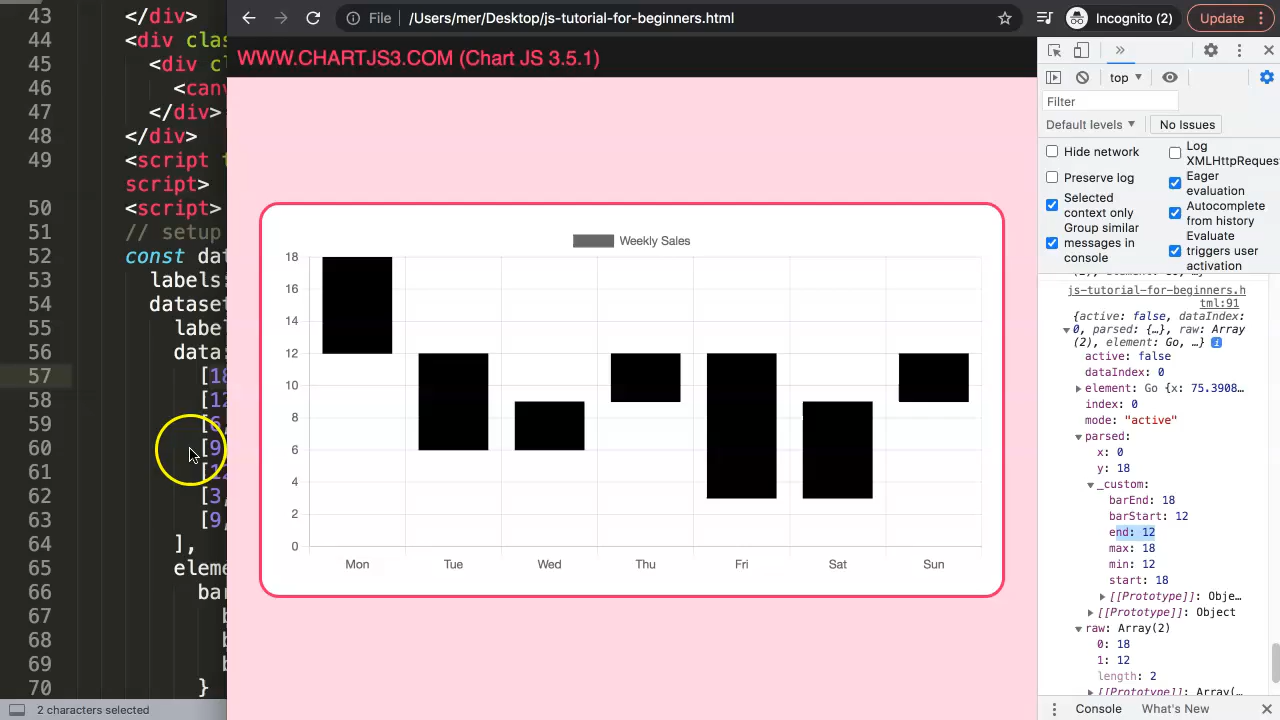 43 </div>
44 <div clas
45 <div cl
46 <canv
47 </div>
48 </div>
49 <script t
script>
50 <script>
51 // setup
52 const dat
53 labels:
54 dataset
55 labe
56 data:
57 [18
58 [12
59 [6,
60 [9
61 [12
62 [3,
63 [9,
64 ],
65 eleme
66 bar
67 b
68 b
69 b
70 }
2 characters selected
File /Users/mer/Desktop/js-tutorial-for-beginners.html
Incognito (2)
Update
WWW.CHARTJS3.COM (Chart JS 3.5.1)
Weekly Sales
18
16
14
12
10
8
6
4
2
0
Mon Tue Wed Thu Fri Sat Sun
top
Filter
Default levels No Issues
Hide network
Preserve log
Selected context only
Group similar messages in console
Log XMLHttpReques
Eager evaluation
Autocomplete from history
Evaluate triggers user activation
js-tutorial-for-beginners.h
tml:91
{active: false, dataIndex:
0, parsed: {…}, raw: Array
(2), element: Go, …}
active: false
dataIndex: 0
element: Go {x: 75.3908…
index: 0
mode: "active"
parsed:
x: 0
y: 18
_custom:
barEnd: 18
barStart: 12
end: 12
max: 18
min: 12
start: 18
[[Prototype]]: Obje…
[[Prototype]]: Object
raw: Array(2)
0: 18
1: 12
length: 2
[[Prototype]]: Array(…
Console What's New